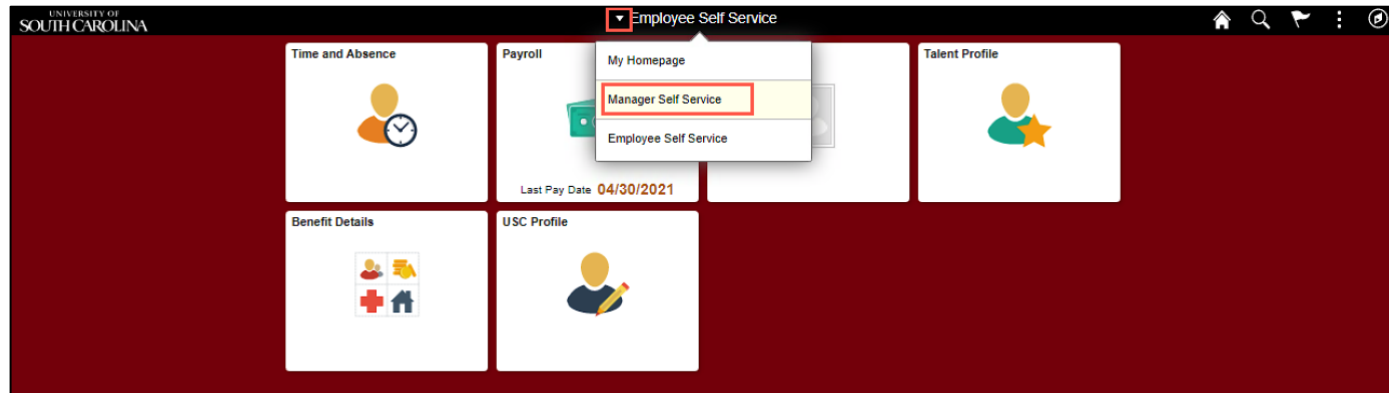 UNIVERSITY OF
SOUTH CAROLINA
Employee Self Service
Time and Absence
Payroll
My Homepage
Manager Self Service
Employee Self Service
Talent Profile
Last Pay Date 04/30/2021
Benefit Details
USC Profile